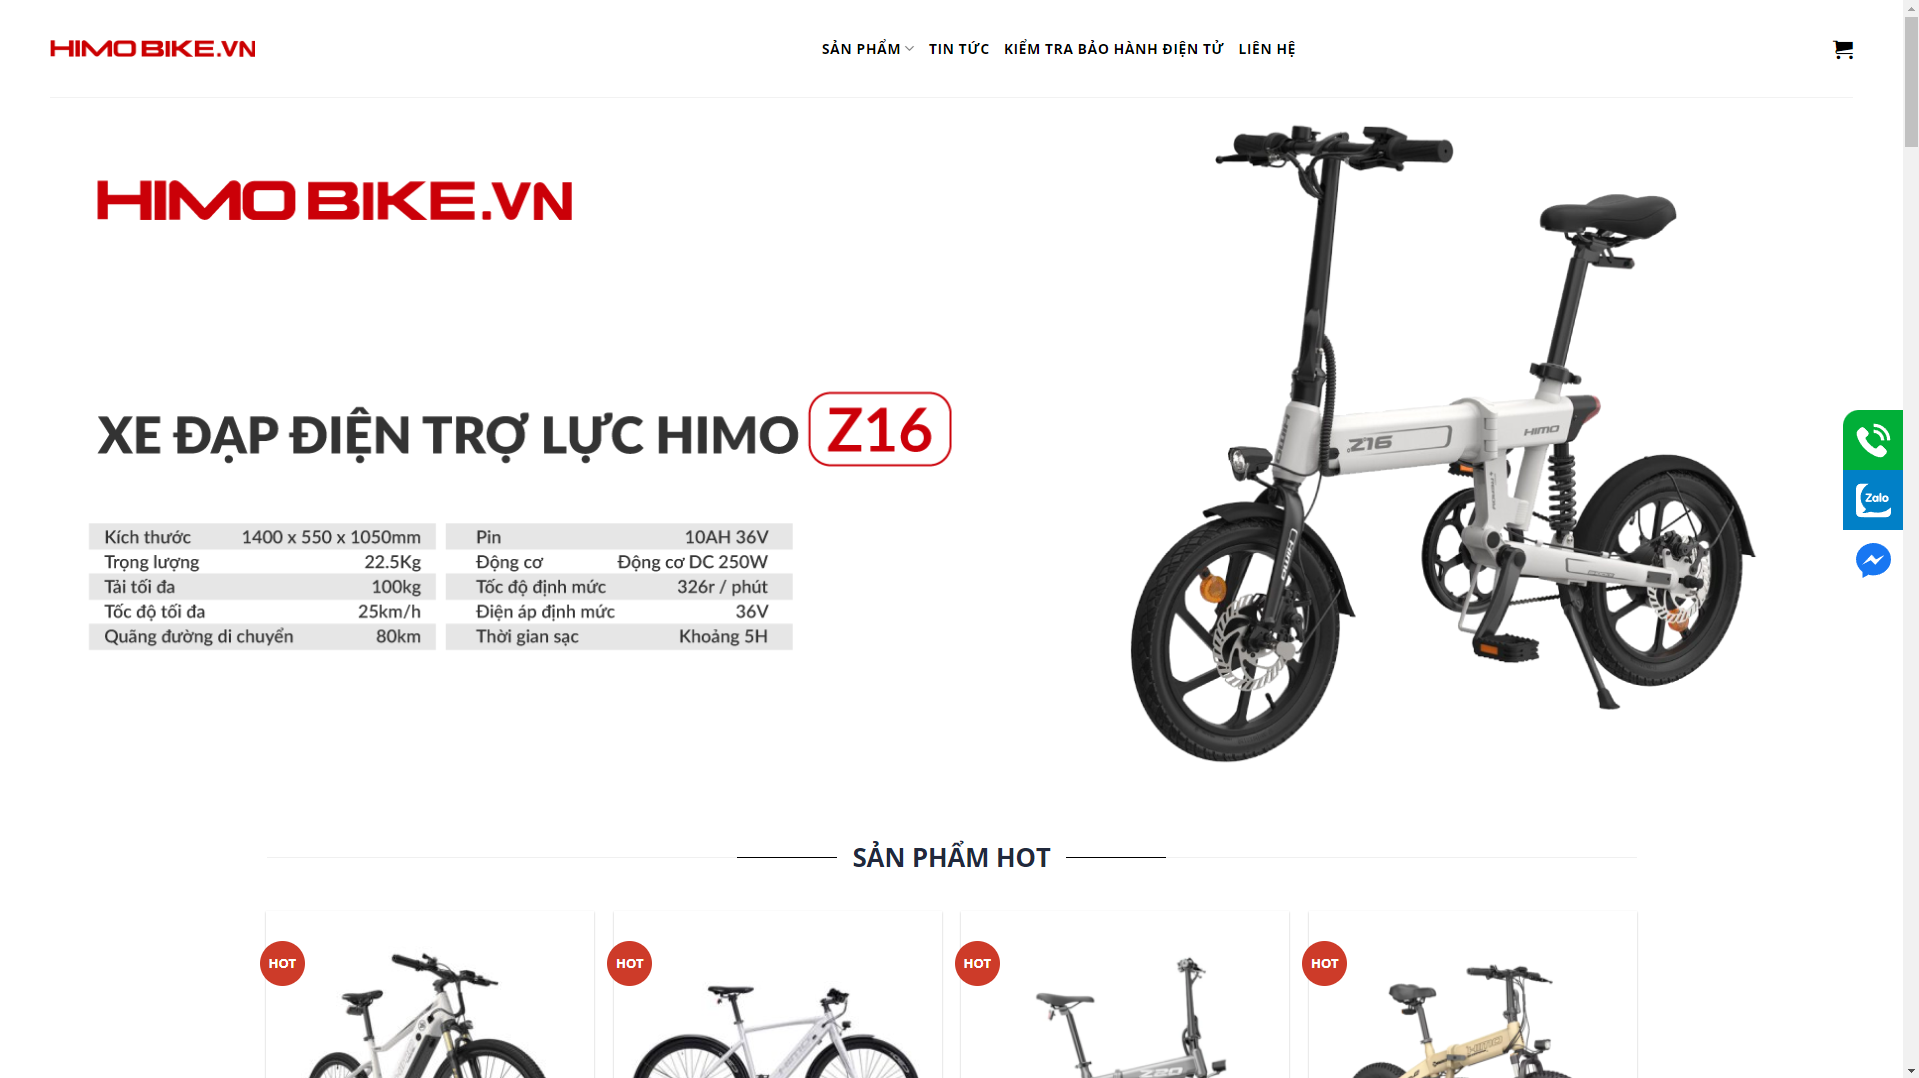 HIMO BIKE.VN
SẢN PHẨM
TIN TỨC
KIỂM TRA BẢO HÀNH ĐIỆN TỬ
LIÊN HỆ
HIMO BIKE.VN
XE ĐẠP ĐIỆN TRỢ LỰC HIMO Z16
Kích thước 1400 x 550 x 1050mm
Trọng lượng 22.5Kg
Tải tối đa 100kg
Tốc độ tối đa 25km/h
Quãng đường di chuyển 80km
Pin 10AH 36V
Động cơ Động cơ DC 250W
Tốc độ định mức 326r / phút
Điện áp định mức 36V
Thời gian sạc Khoảng 5H
Z16
HIMO
HIMO
Zalo
SẢN PHẨM HOT
HOT
HOT
HOT
HOT
Z20
HIMO